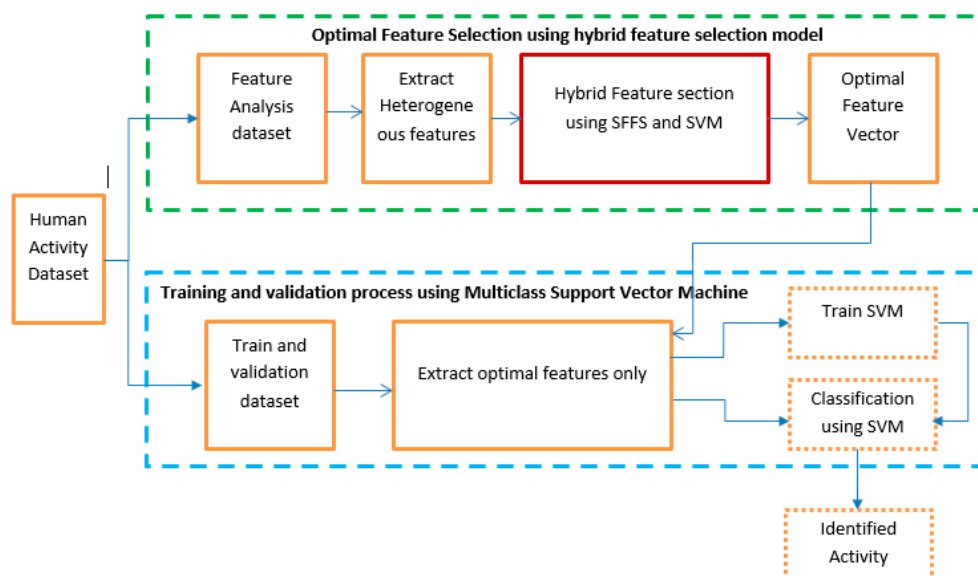 Optimal Feature Selection using hybrid feature selection model
Feature
Analysis
dataset
Extract
Heterogene
ous features
Hybrid Feature section
using SFFS and SVM
Optimal
Feature
Vector
Human
Activity
Dataset
Training and validation process using Multiclass Support Vector Machine
Train and
validation
dataset
Extract optimal features only
Train SVM
Classification
using SVM
Identified
Activity